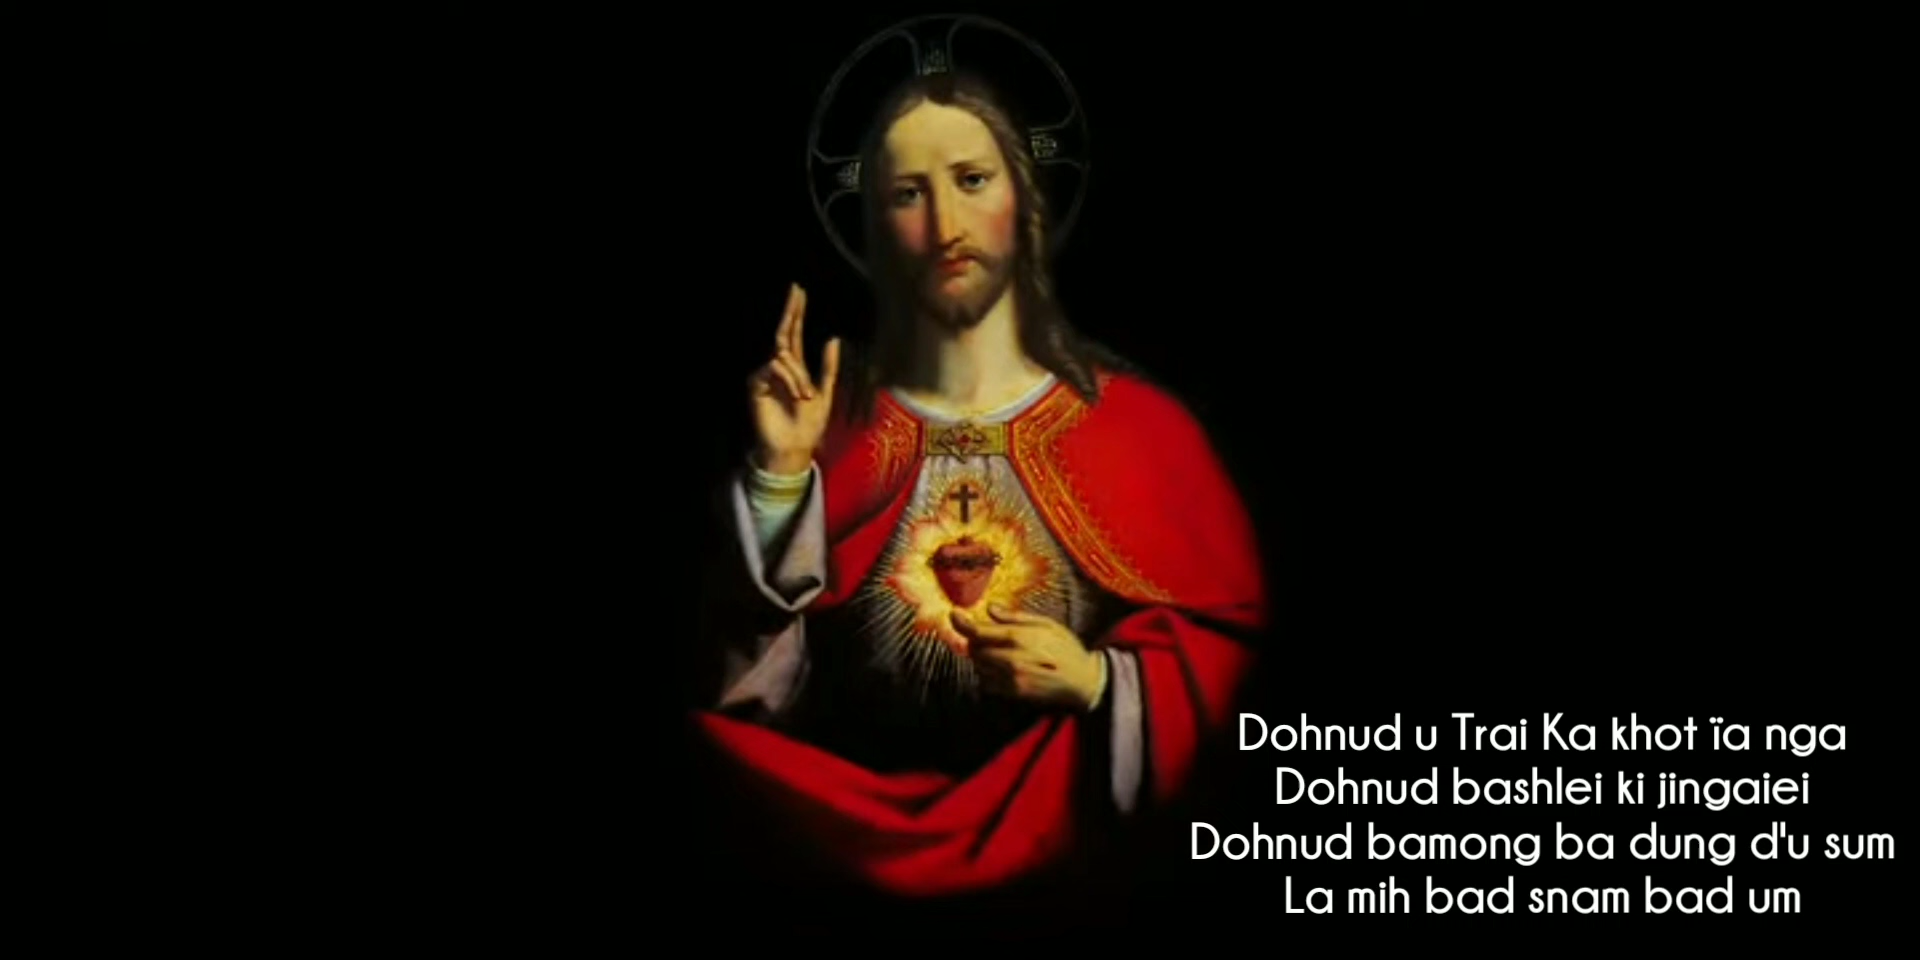 Dohnud u Trai Ka khot ïa nga
Dohnud bashlei ki jingaiei
Dohnud bamong ba dung d'u sum
La mih bad snam bad um